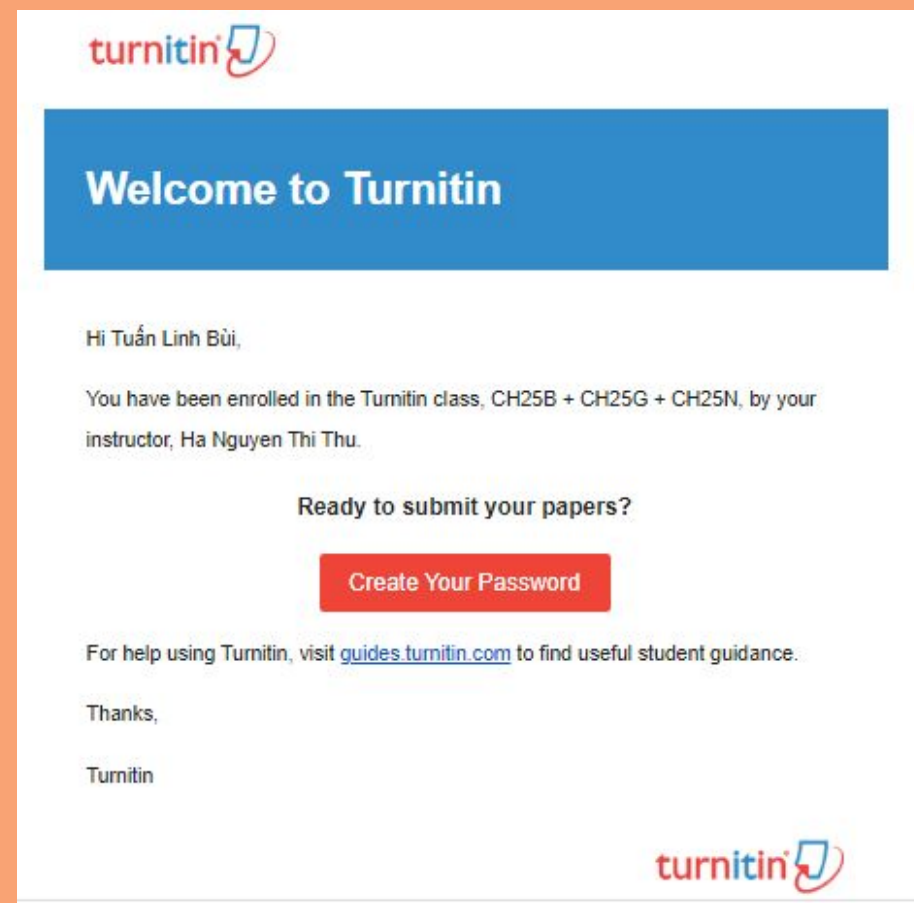 turnitin
Welcome to Turnitin
Hi Tuấn Linh Bùi,
You have been enrolled in the Turnitin class, CH25B + CH25G + CH25N, by your
instructor, Ha Nguyen Thi Thu.
Ready to submit your papers?
Create Your Password
For help using Turnitin, visit guides.turnitin.com to find useful student guidance.
Thanks,
Turnitin
turnitin